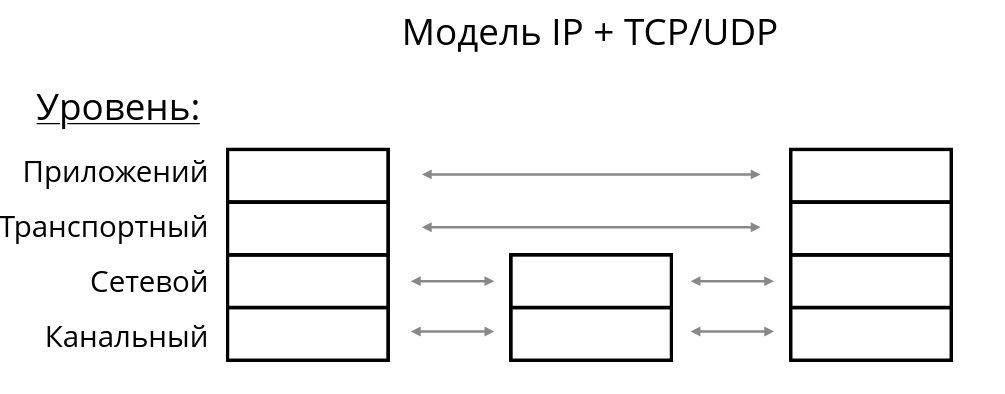 Модель IP + TCP/UDP
Уровень:
Приложений
Транспортный
Сетевой
Канальный